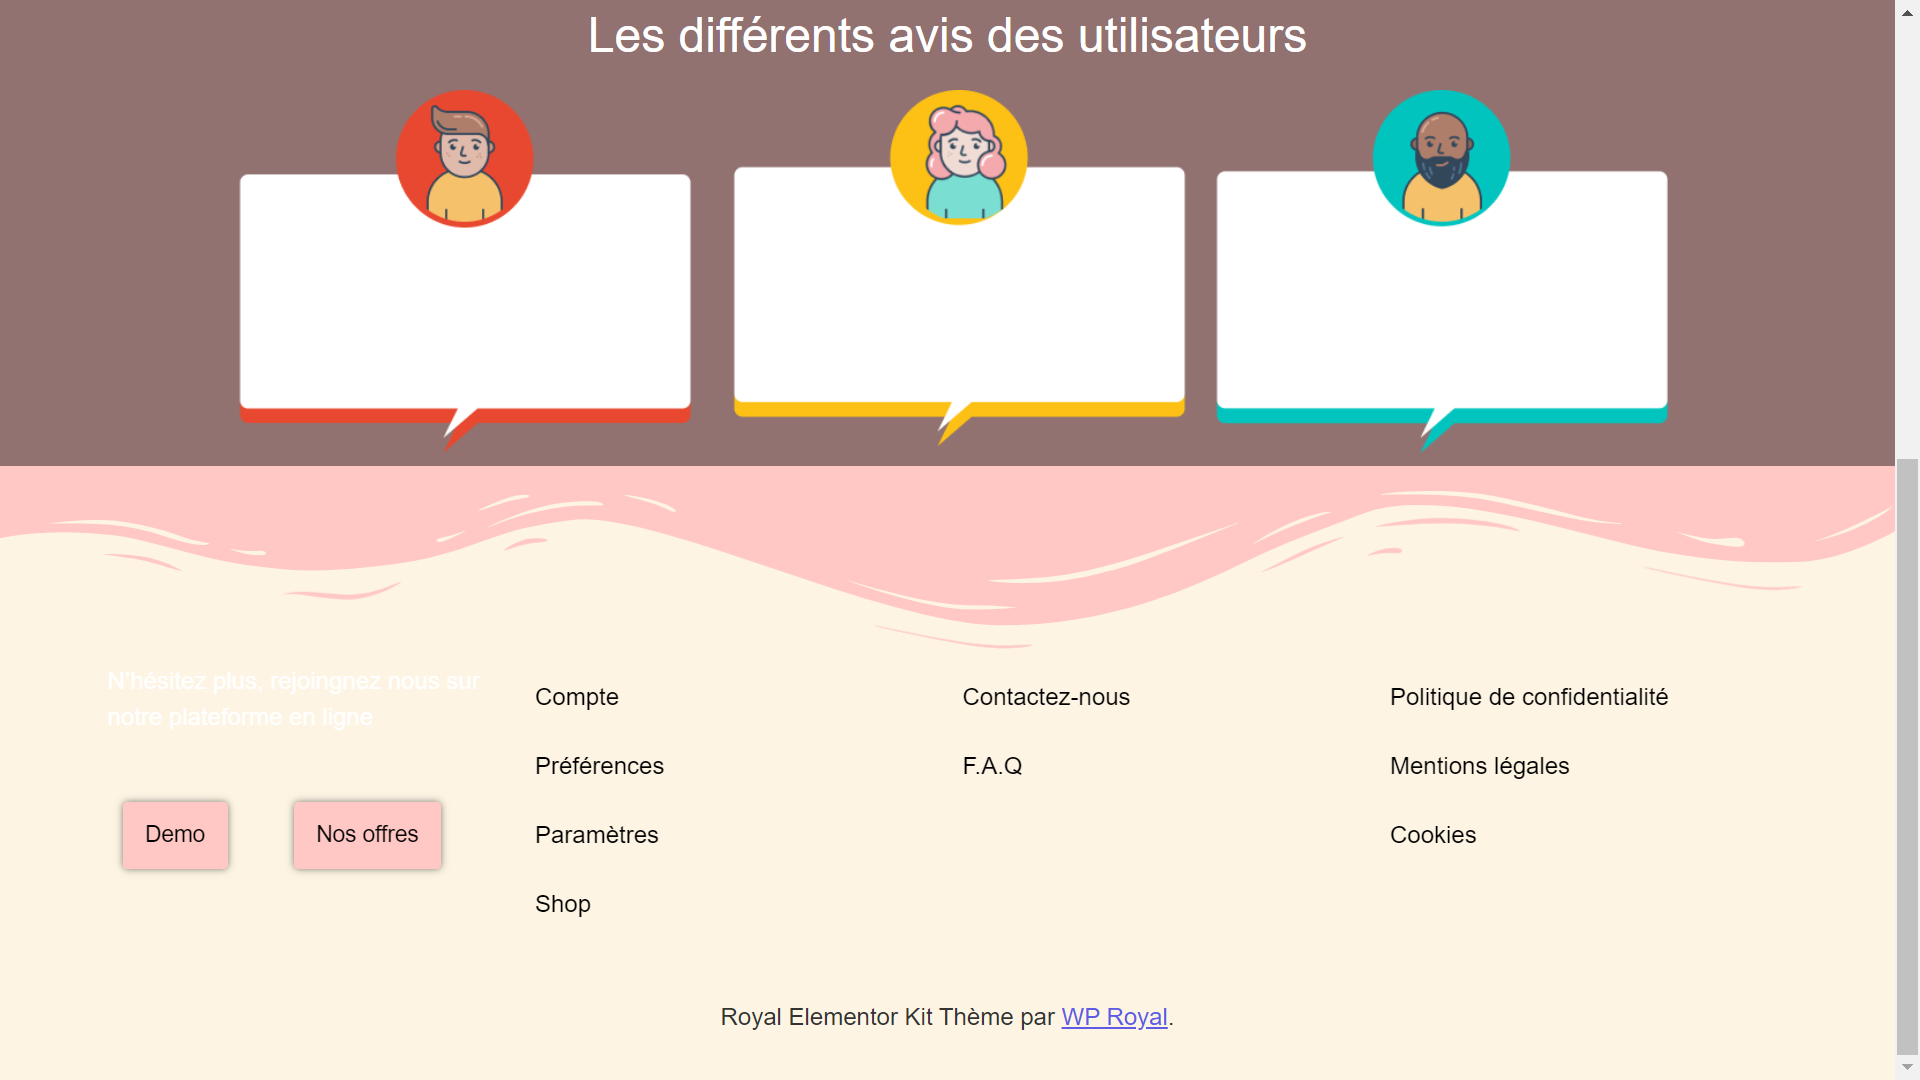 Les différents avis des utilisateurs
N'hésitez plus, rejoingnez nous sur
notre plateforme en ligne
Demo
Nos offres
Compte
Préférences
Paramètres
Shop
Contactez-nous
F.A.Q
Politique de confidentialité
Mentions légales
Cookies
Royal Elementor Kit Thème par WP Royal.